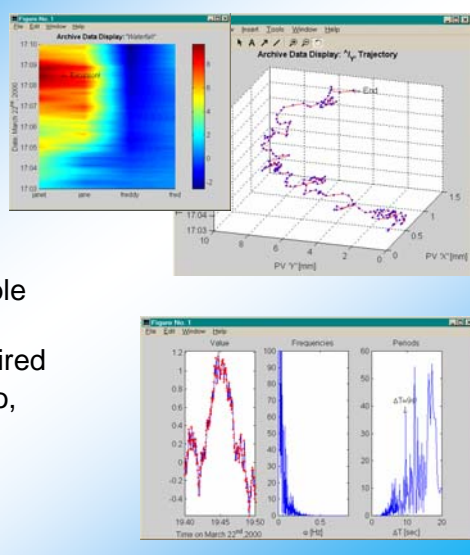 Figure No. 1
File Edit Window Help
Archive Data Display: "Waterfall"
17:10
17:09
17:08
17:07
17:06
17:05
17:04
17:03
Date: March 22nd, 2000
janet
jane
freddy
fred
8
6
4
2
0
-2
Insert Tools Window Help
Trajectory
Archive Data Display:
End
17:04
17:03
10
8
6
4
2
0
0
0.5
1
1.5
PV 'Y' [mm]
PV 'X' [mm]
ple
ired
o,
Figure No. 1
File Edit Window Help
Value
Frequencies
Periods
1.2
1
0.8
0.6
0.4
0.2
0
-0.2
-0.4
19:40
19:45
19:50
Time on March 22nd,2000
100
90
80
70
60
50
40
30
20
10
0
0
0.5
60
50
40
30
20
10
0
0
10
20
ΔT [sec]